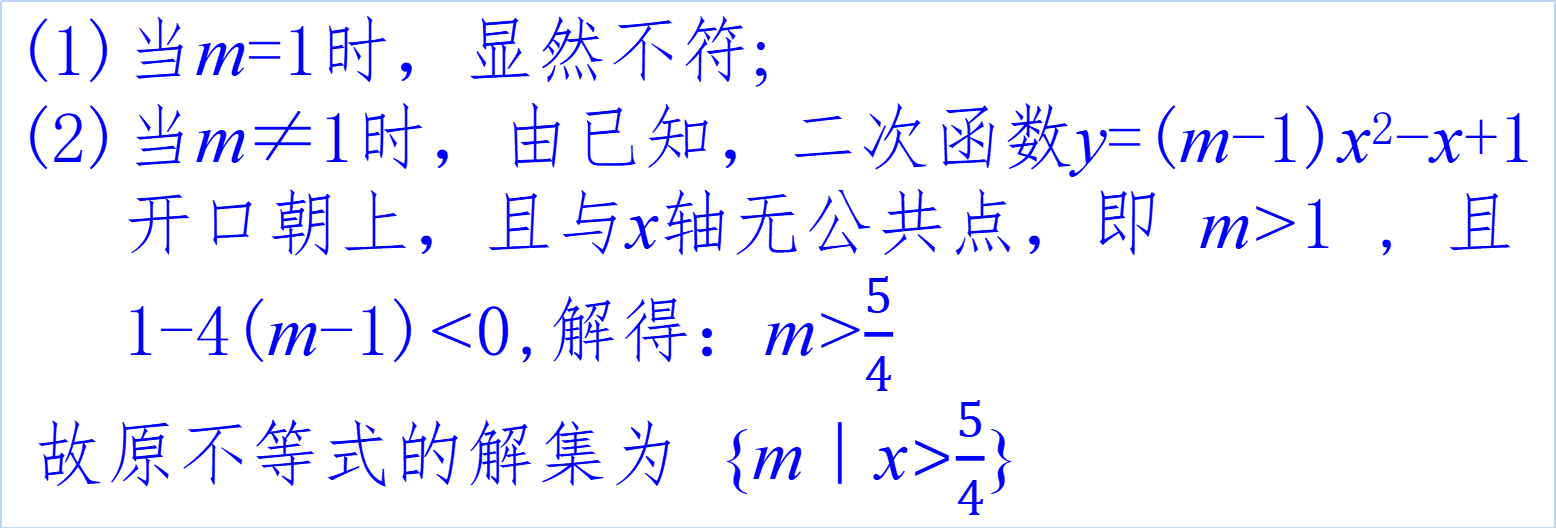 (1)当m=1时，显然不符;
(2)当m≠1时，由已知，二次函数y=(m-1)x²-x+1
开口朝上，且与x轴无公共点，即 m>1 ，且
1-4(m-1)<0,解得：m>5/4
故原不等式的解集为 {m|x>5/4}